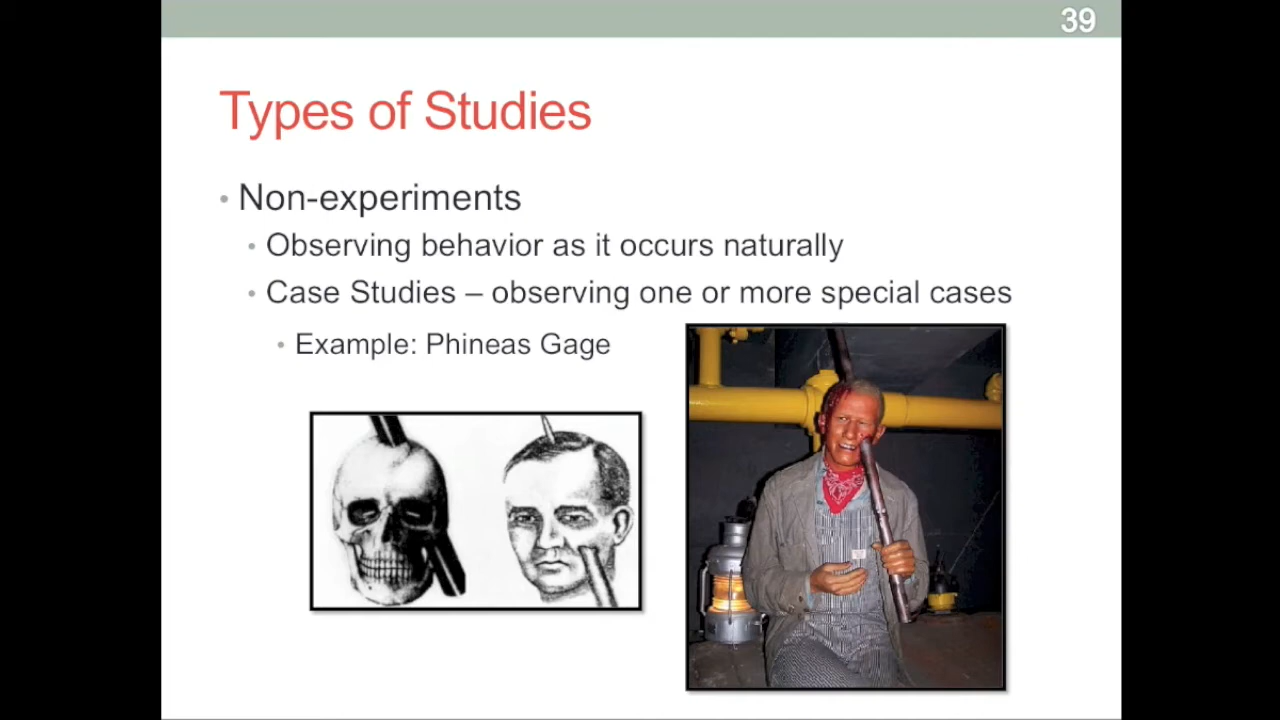 39
Types of Studies
• Non-experiments
• Observing behavior as it occurs naturally
• Case Studies – observing one or more special cases
• Example: Phineas Gage